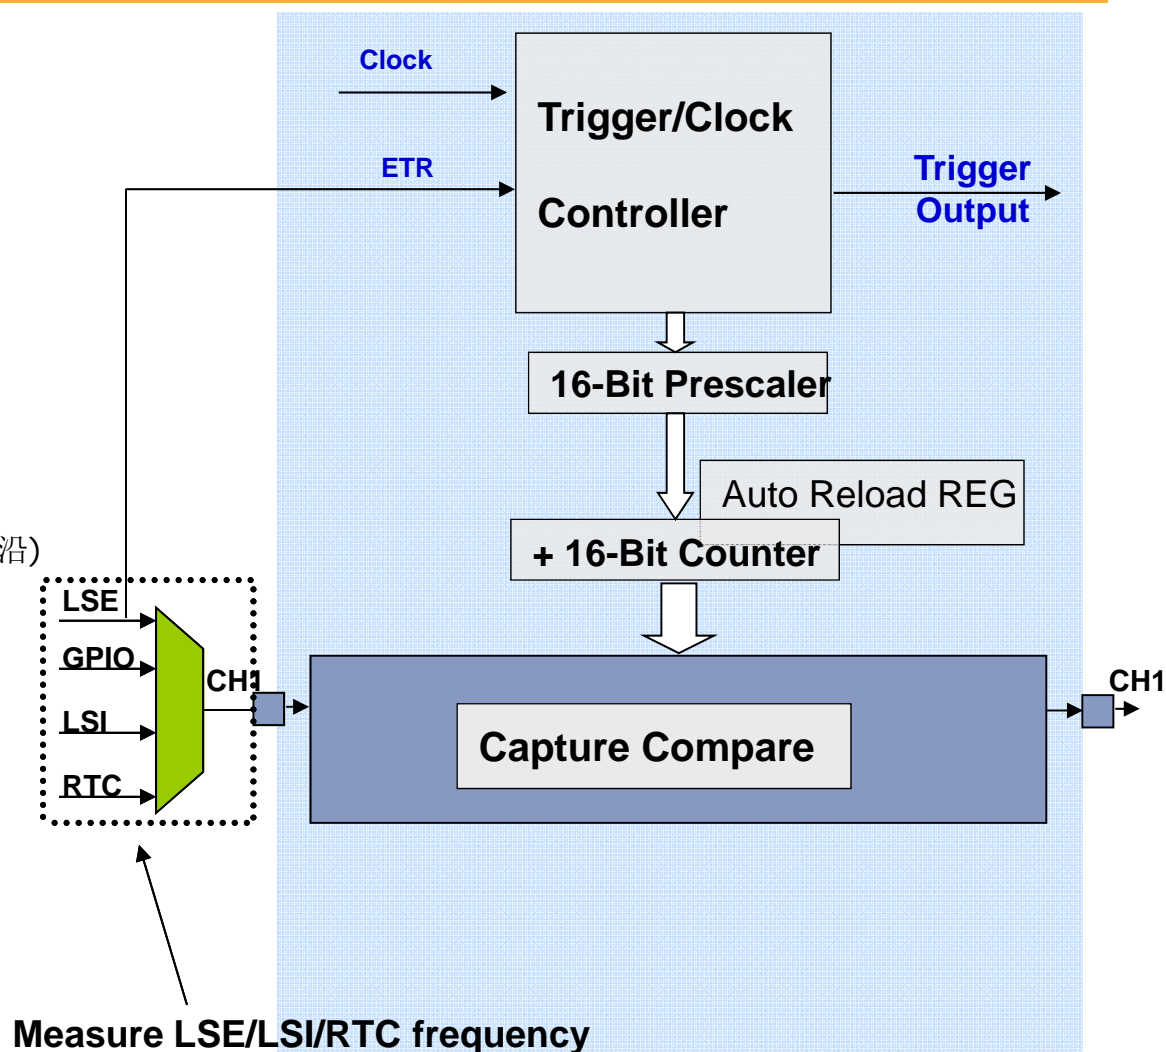 Clock
Trigger/Clock
Controller
ETR
Trigger
Output
16-Bit Prescaler
Auto Reload REG
+ 16-Bit Counter
沿)
LSE
GPIO
LSI
RTC
CH1
Capture Compare
CH1
Measure LSE/LSI/RTC frequency